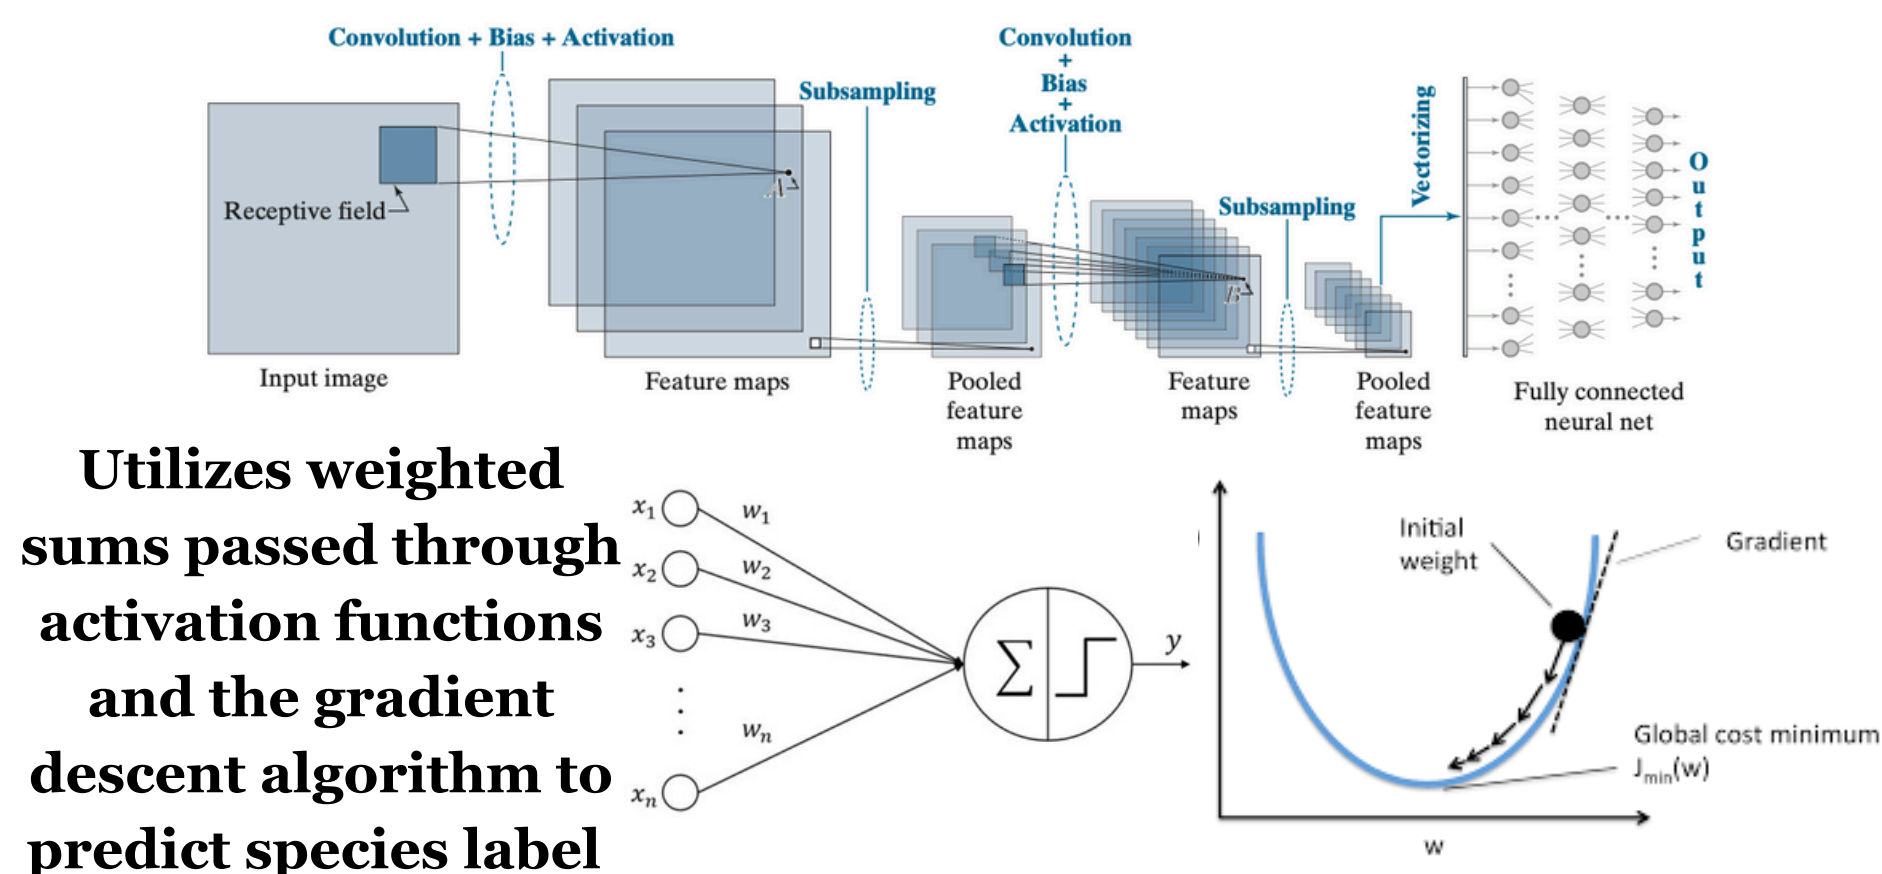 Convolution + Bias + Activation
Receptive field
Input image
A
Feature maps
Subsampling
Pooled
feature
maps
Convolution
+
Bias
+
Activation
B
Feature
maps
Subsampling
Pooled
feature
maps
Vectorizing
Fully connected
neural net
Output
Utilizes weighted
sums passed through
activation functions
and the gradient
descent algorithm to
predict species label
x₁
w₁
x₂
w₂
x₃
w₃
wₙ
xₙ
∑
y
Initial
weight
Gradient
Global cost minimum
Jmin(w)
w